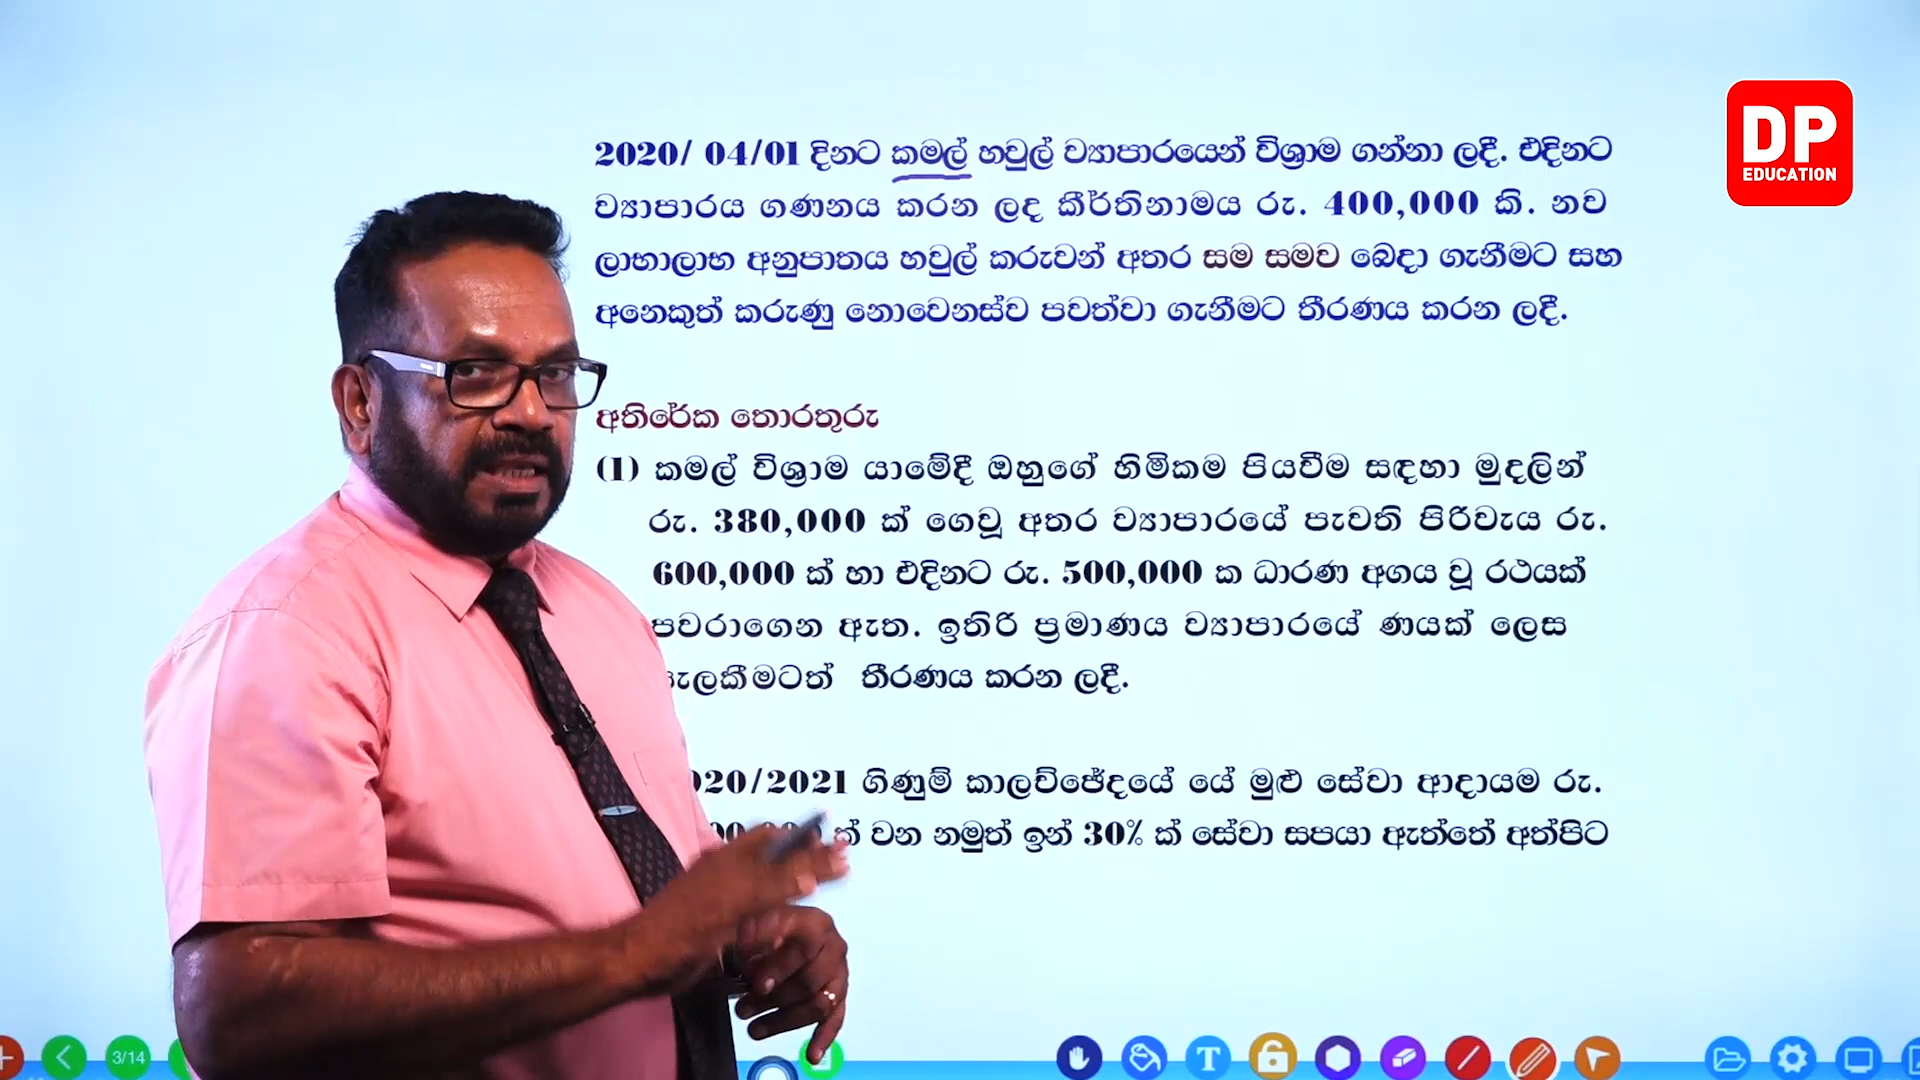 DP
EDUCATION
2020/ 04/01 දිනට කමල් හවුල් ව්‍යාපාරයෙන් විශ්‍රාම ගන්නා ලදී. එදිනට
ව්‍යාපාරය ගණනය කරන ලද කීර්තිනාමය රු. 400,000 කි. නව
ලාභාලාභ අනුපාතය හවුල් කරුවන් අතර සම සමව බෙදා ගැනීමට සහ
අනෙකුත් කරුණු නොවෙනස්ව පවත්වා ගැනීමට තීරණය කරන ලදී.
අතිරේක තොරතුරු
(1) කමල් විශ්‍රාම යාමේදී ඔහුගේ හිමිකම පියවීම සඳහා මුදලින්
රු. 380,000 ක් ගෙවූ අතර ව්‍යාපාරයේ පැවති පිරිවැය රු.
600,000 ක් හා එදිනට රු. 500,000 ක ධාරණ අගය වූ රථයක්
පවරාගෙන ඇත. ඉතිරි ප්‍රමාණය ව්‍යාපාරයේ ණයක් ලෙස
තීරණය කරන ලදී.
020/2021 ගිණුම් කාලච්ඡේදයේ යේ මුළු සේවා ආදායම රු.
ක් වන නමුත් ඉන් 30% ක් සේවා සපයා ඇත්තේ අත්පිට
3/14